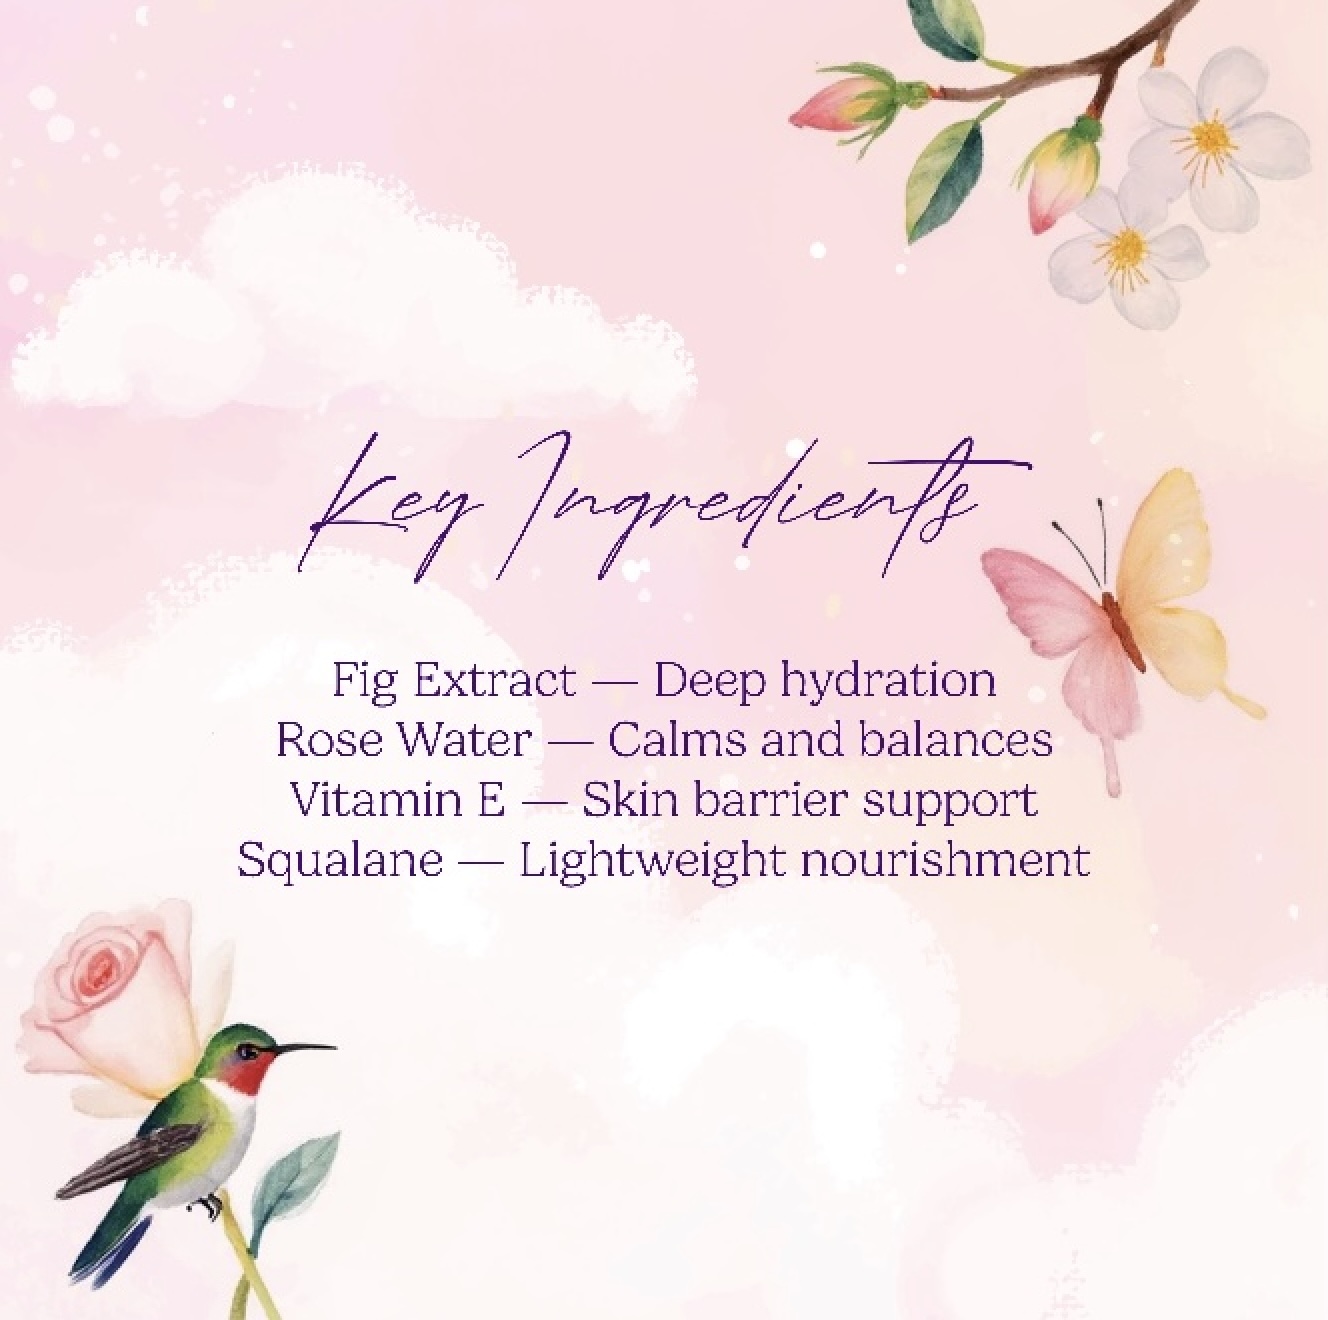 Key Ingredients
Fig Extract — Deep hydration
Rose Water — Calms and balances
Vitamin E — Skin barrier support
Squalane — Lightweight nourishment